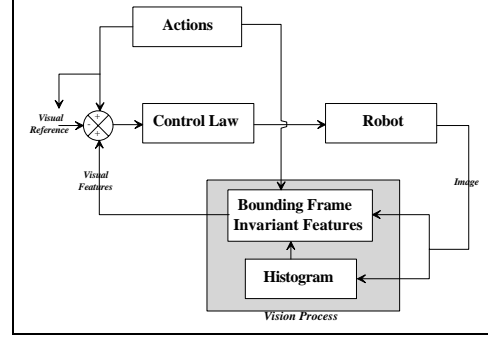 Actions
Visual
Reference
+
-
+
Control Law
Robot
Visual
Features
Image
Bounding Frame
Invariant Features
Histogram
Vision Process